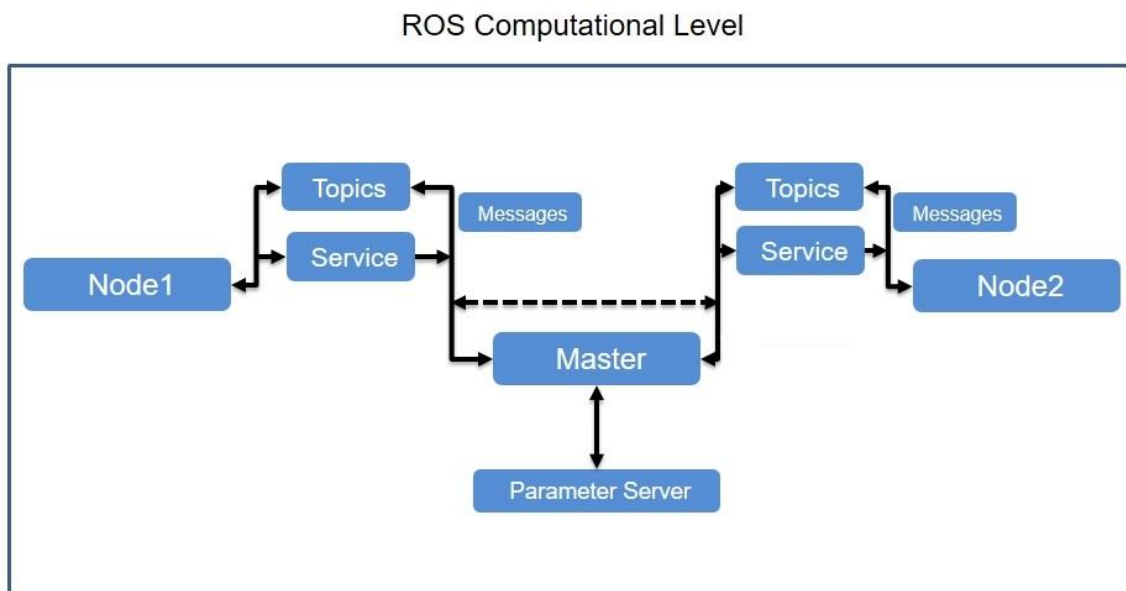 ROS Computational Level
Topics
Messages
Service
Node1
Topics
Messages
Service
Node2
Master
Parameter Server